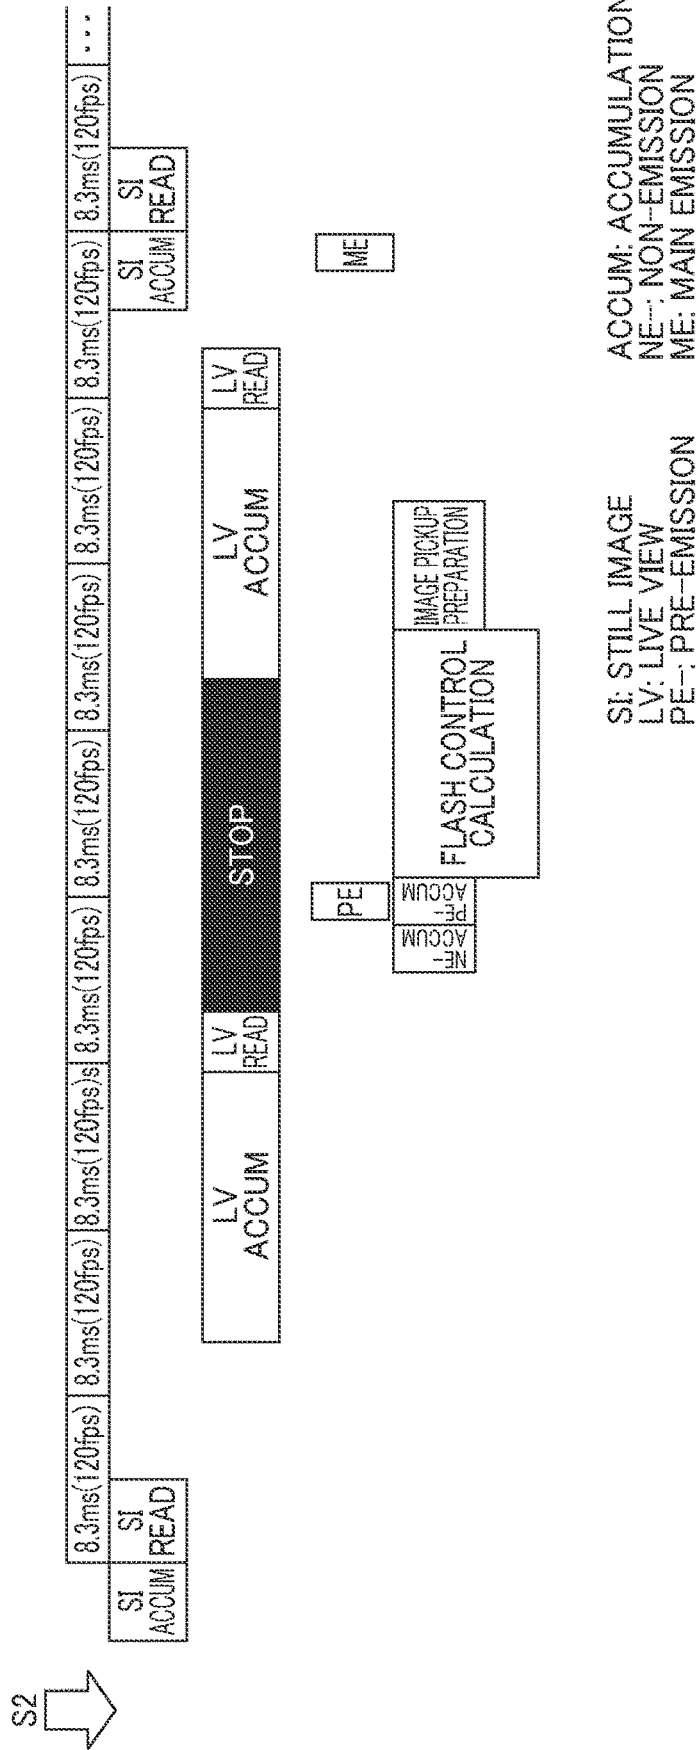 S2
8.3ms(120fps)
8.3ms(120fps)
8.3ms(120fps)s
8.3ms(120fps)
8.3ms(120fps)
8.3ms(120fps)
8.3ms(120fps)
8.3ms(120fps)
8.3ms(120fps)
...
SI
ACCUM
SI
READ
SI
ACCUM
SI
READ
LV
ACCUM
LV
READ
STOP
LV
ACCUM
LV
READ
PE
ME
NE-
ACCUM
PE-
ACCUM
FLASH CONTROL
CALCULATION
IMAGE PICKUP
PREPARATION
SI: STILL IMAGE
LV: LIVE VIEW
PE-: PRE-EMISSION
ACCUM: ACCUMULATION
NE-: NON-EMISSION
ME: MAIN EMISSION